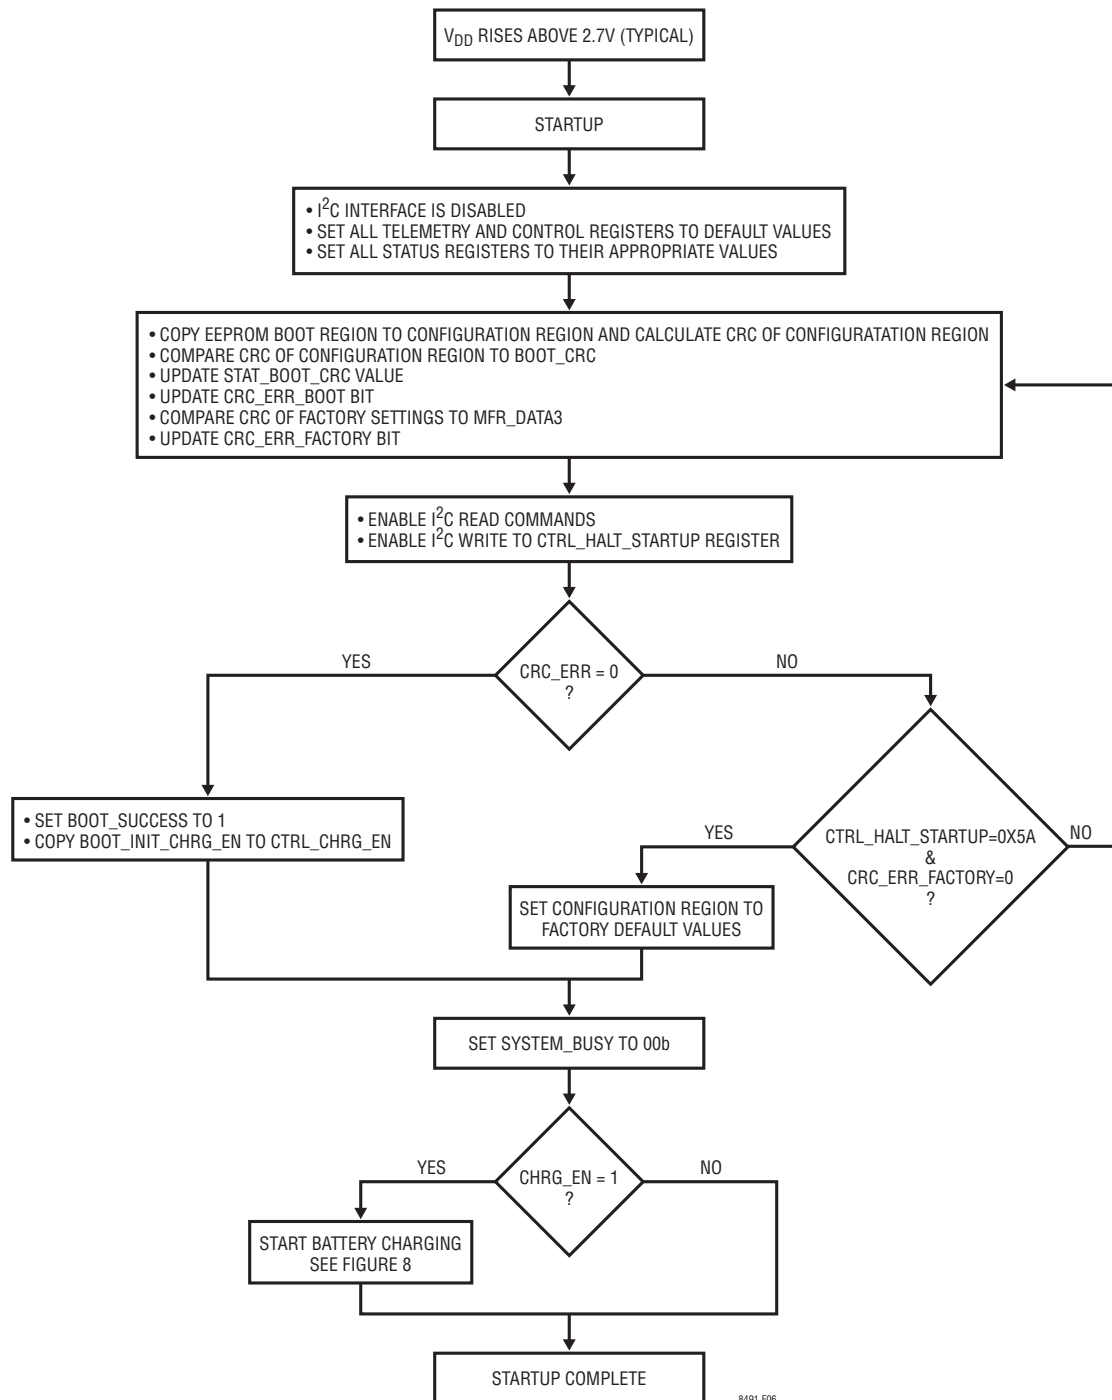 VDD RISES ABOVE 2.7V (TYPICAL)
STARTUP
• I2C INTERFACE IS DISABLED
• SET ALL TELEMETRY AND CONTROL REGISTERS TO DEFAULT VALUES
• SET ALL STATUS REGISTERS TO THEIR APPROPRIATE VALUES
• COPY EEPROM BOOT REGION TO CONFIGURATION REGION AND CALCULATE CRC OF CONFIGURATATION REGION
• COMPARE CRC OF CONFIGURATION REGION TO BOOT_CRC
• UPDATE STAT_BOOT_CRC VALUE
• UPDATE CRC_ERR_BOOT BIT
• COMPARE CRC OF FACTORY SETTINGS TO MFR_DATA3
• UPDATE CRC_ERR_FACTORY BIT
• ENABLE I2C READ COMMANDS
• ENABLE I2C WRITE TO CTRL_HALT_STARTUP REGISTER
YES
CRC_ERR = 0
?
NO
• SET BOOT_SUCCESS TO 1
• COPY BOOT_INIT_CHRG_EN TO CTRL_CHRG_EN
YES
CTRL_HALT_STARTUP=0X5A
&
CRC_ERR_FACTORY=0
?
NO
SET CONFIGURATION REGION TO
FACTORY DEFAULT VALUES
SET SYSTEM_BUSY TO 00b
YES
CHRG_EN = 1
?
NO
START BATTERY CHARGING
SEE FIGURE 8
STARTUP COMPLETE
8491 F06